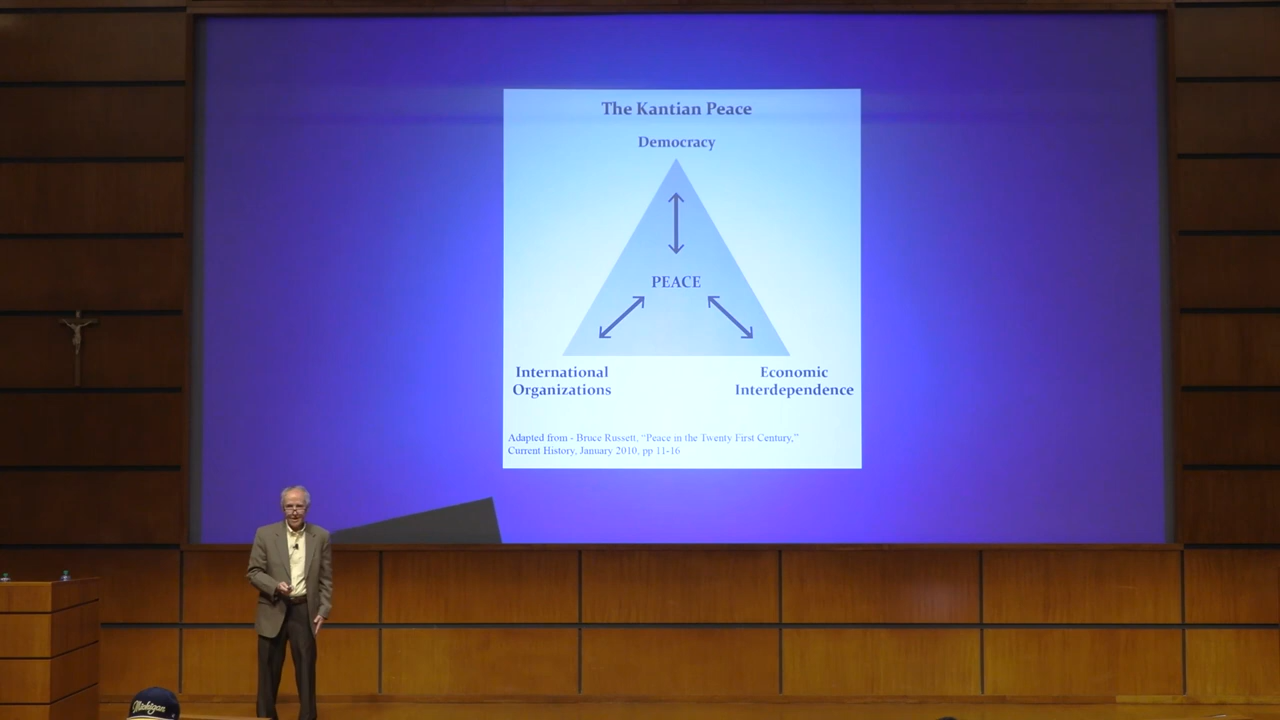 The Kantian Peace
Democracy
PEACE
International
Organizations
Economic
Interdependence
Adapted from - Bruce Russett, “Peace in the Twenty First Century,”
Current History, January 2010, pp 11-16
Michigan